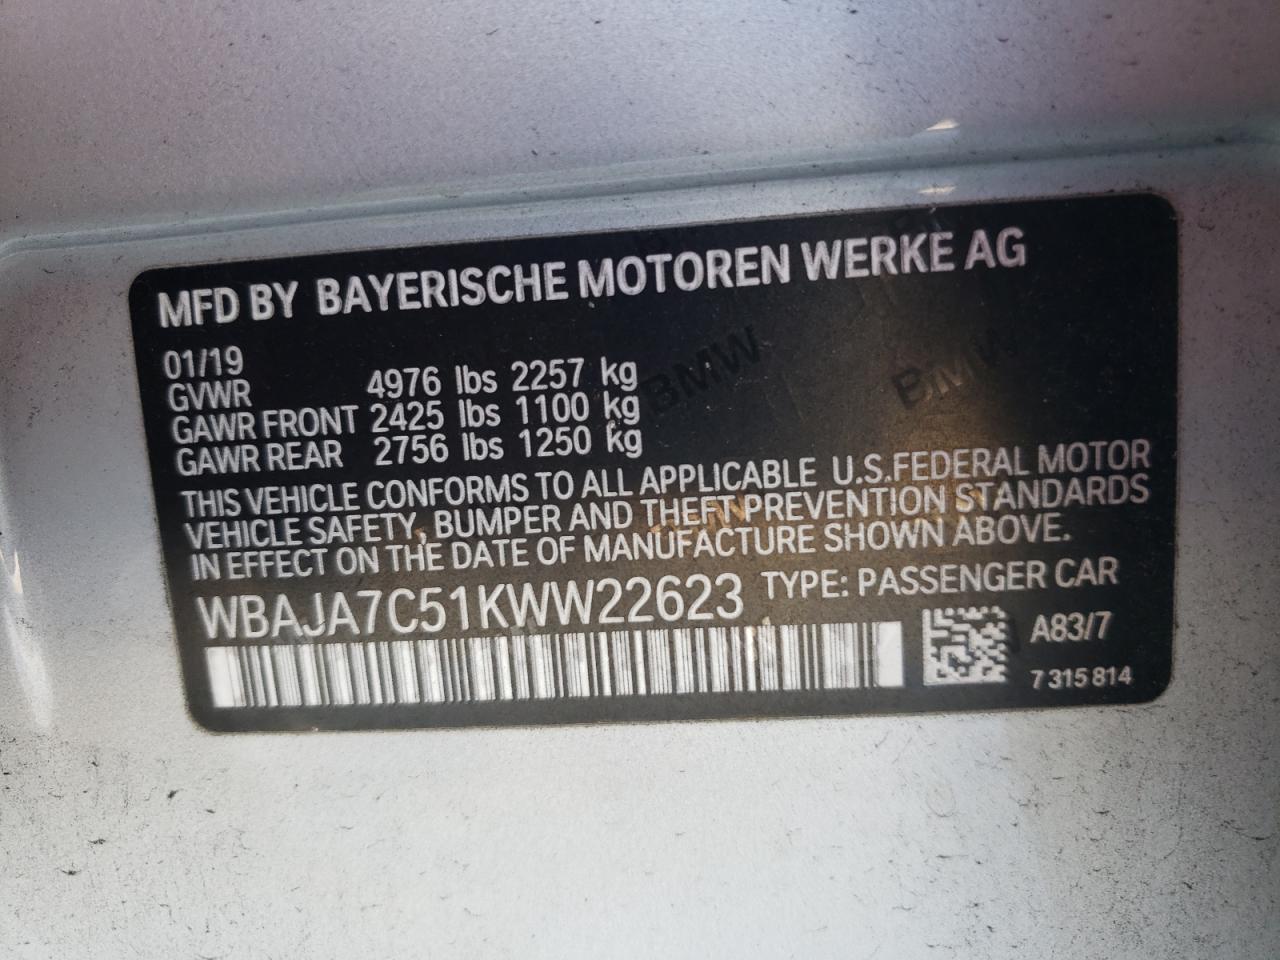 MFD BY BAYERISCHE MOTOREN WERKE AG
01/19
GVWR 4976 lbs 2257 kg
GAWR FRONT 2425 lbs 1100 kg
GAWR REAR 2756 lbs 1250 kg
THIS VEHICLE CONFORMS TO ALL APPLICABLE U.S.FEDERAL MOTOR
VEHICLE SAFETY, BUMPER AND THEFT PREVENTION STANDARDS
IN EFFECT ON THE DATE OF MANUFACTURE SHOWN ABOVE.
WBAJA7C51KWW22623 TYPE: PASSENGER CAR
A83/7
7 315 814
BMW
BMW